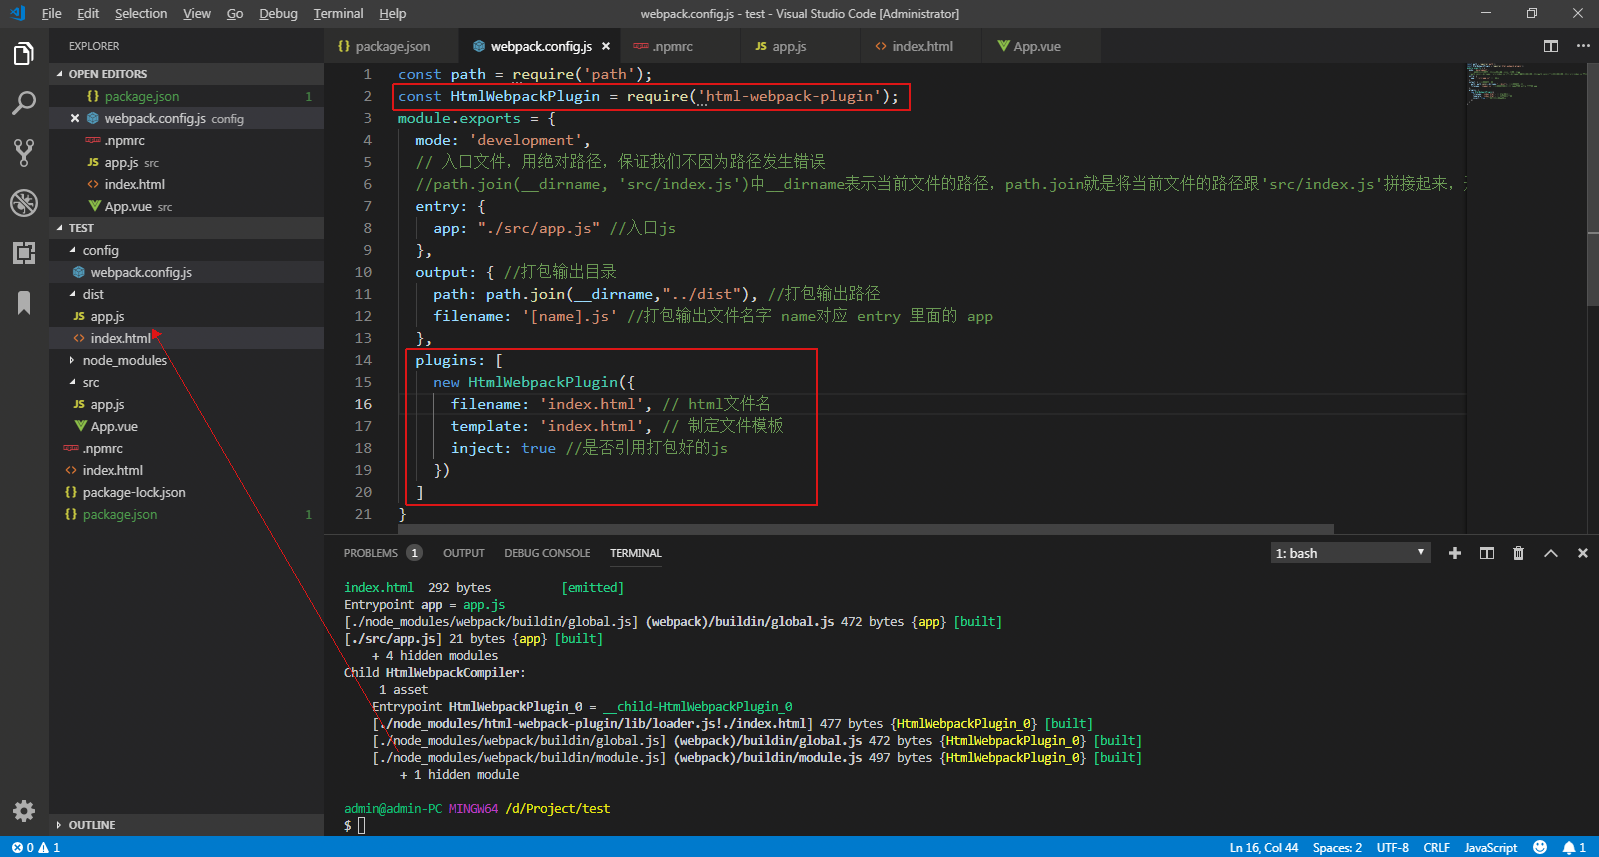 File Edit Selection View Go Debug Terminal Help
webpack.config.js - test - Visual Studio Code [Administrator]
EXPLORER
OPEN EDITORS
{} package.json 1
webpack.config.js config
.npmrc
JS app.js src
index.html
App.vue src
TEST
config
webpack.config.js
dist
JS app.js
index.html
node_modules
src
JS app.js
App.vue
.npmrc
index.html
{} package-lock.json
{} package.json 1
OUTLINE
{} package.json webpack.config.js .npmrc JS app.js index.html App.vue
1 const path = require('path');
2 const HtmlWebpackPlugin = require('html-webpack-plugin');
3 module.exports = {
4 mode: 'development',
5 // 入口文件, 用绝对路径, 保证我们不因为路径发生错误
6 //path.join(__dirname, 'src/index.js')中__dirname表示当前文件的路径, path.join就是将当前文件的路径跟'src/index.js'拼接起来,
7 entry: {
8 app: "./src/app.js" //入口js
9 },
10 output: { //打包输出目录
11 path: path.join(__dirname,"../dist"), //打包输出路径
12 filename: '[name].js' //打包输出文件名字 name对应 entry 里面的 app
13 },
14 plugins: [
15 new HtmlWebpackPlugin({
16 filename: 'index.html', // html文件名
17 template: 'index.html', // 制定文件模板
18 inject: true //是否引用打包好的js
19 })
20 ]
21 }
PROBLEMS 1 OUTPUT DEBUG CONSOLE TERMINAL
1: bash
index.html 292 bytes [emitted]
Entrypoint app = app.js
[./node_modules/webpack/buildin/global.js] (webpack)/buildin/global.js 472 bytes {app} [built]
[./src/app.js] 21 bytes {app} [built]
+ 4 hidden modules
Child HtmlWebpackCompiler:
1 asset
Entrypoint HtmlWebpackPlugin_0 = __child-HtmlWebpackPlugin_0
[./node_modules/html-webpack-plugin/lib/loader.js!./index.html] 477 bytes {HtmlWebpackPlugin_0} [built]
[./node_modules/webpack/buildin/global.js] (webpack)/buildin/global.js 472 bytes {HtmlWebpackPlugin_0} [built]
[./node_modules/webpack/buildin/module.js] (webpack)/buildin/module.js 497 bytes {HtmlWebpackPlugin_0} [built]
+ 1 hidden module
admin@admin-PC MINGW64 /d/Project/test
$
0 1
Ln 16, Col 44 Spaces: 2 UTF-8 CRLF JavaScript 1